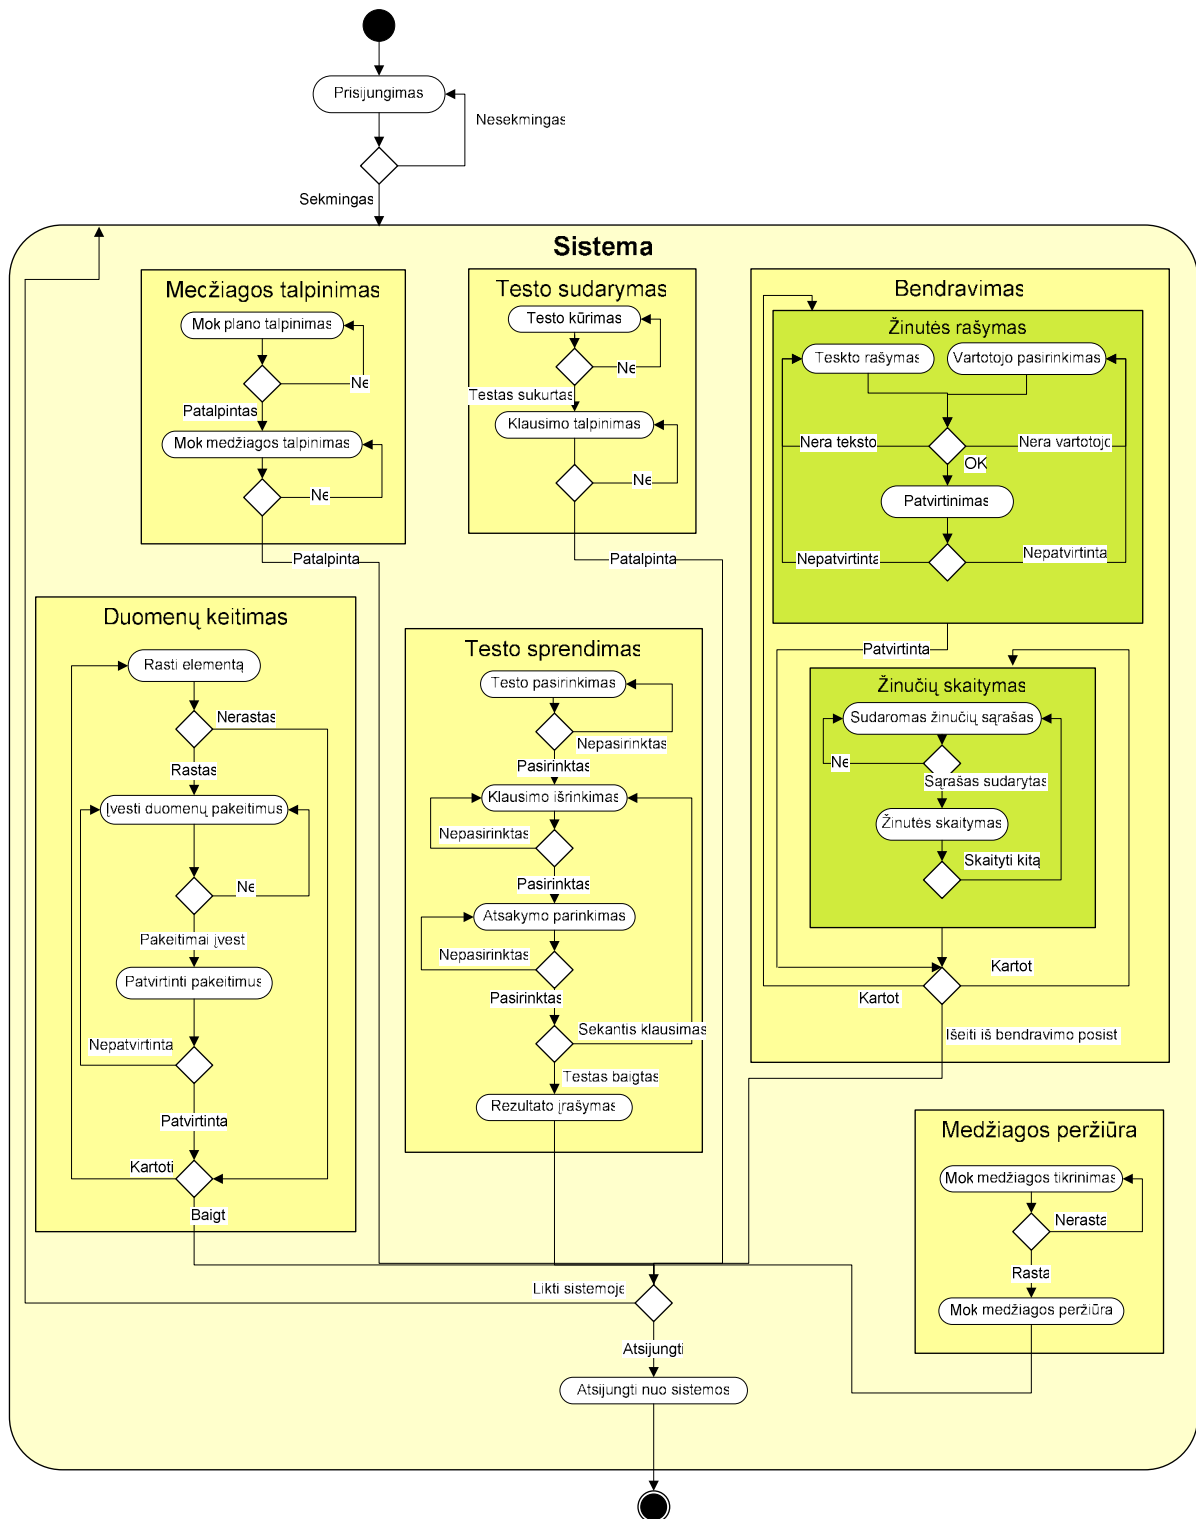 Prisijungimas
Nesekmingas
Sekmingas
Sistema
Mecžiagos talpinimas
Mok plano talpinimas
Ne
Patalpintas
Mok medžiagos talpinimas
Ne
Patalpinta
Testo sudarymas
Testo kūrimas
Ne
Testas sukurtas
Klausimo talpinimas
Ne
Patalpinta
Bendravimas
Žinutės rašymas
Teskto rašymas
Vartotojo pasirinkimas
Nera teksto
Nera vartotojo
OK
Patvirtinimas
Nepatvirtinta
Nepatvirtinta
Patvirtinta
Žinučių skaitymas
Sudaromas žinučių sąrašas
Ne
Sąrašas sudarytas
Žinutės skaitymas
Skaityti kitą
Kartot
Kartot
Išeiti iš bendravimo posist
Duomenų keitimas
Rasti elementą
Nerastas
Rastas
Įvesti duomenų pakeitimus
Ne
Pakeitimai įvest
Patvirtinti pakeitimus
Nepatvirtinta
Patvirtinta
Kartoti
Baigt
Testo sprendimas
Testo pasirinkimas
Nepasirinktas
Pasirinktas
Klausimo išrinkimas
Nepasirinktas
Pasirinktas
Atsakymo parinkimas
Nepasirinktas
Pasirinktas
Sekantis klausimas
Testas baigtas
Rezultato įrašymas
Medžiagos peržiūra
Mok medžiagos tikrinimas
Nerasta
Rasta
Mok medžiagos peržiūra
Likti sistemoje
Atsijungti
Atsijungti nuo sistemos